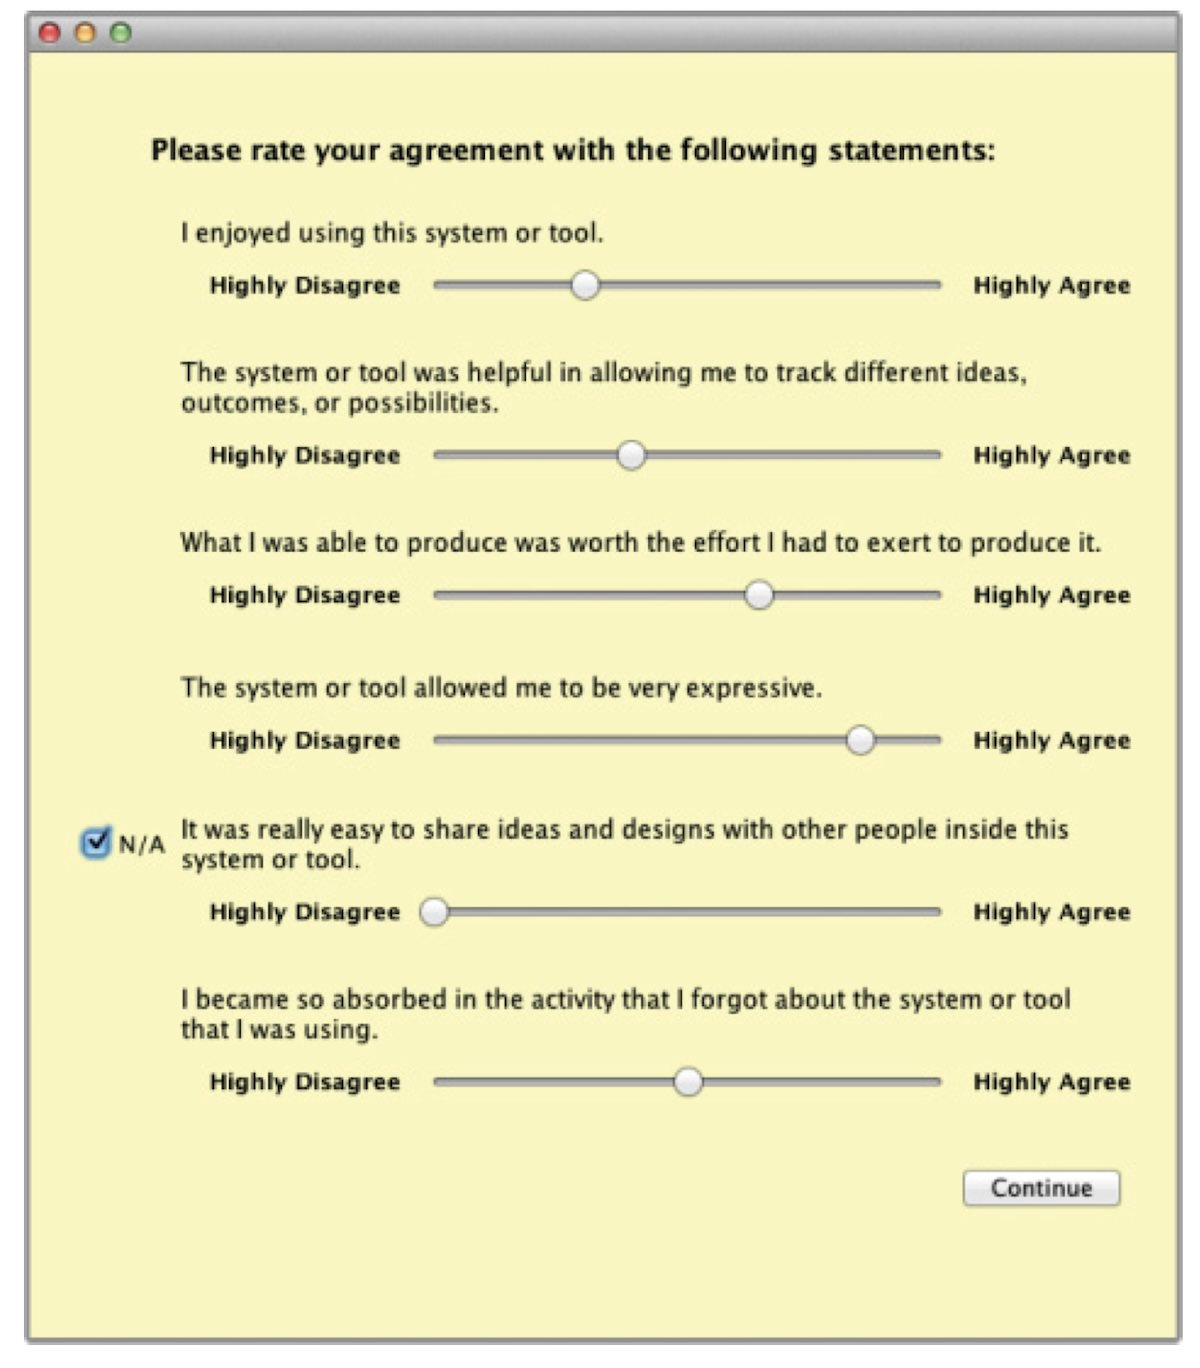 Please rate your agreement with the following statements:
I enjoyed using this system or tool.
Highly Disagree Highly Agree
The system or tool was helpful in allowing me to track different ideas,
outcomes, or possibilities.
Highly Disagree Highly Agree
What I was able to produce was worth the effort I had to exert to produce it.
Highly Disagree Highly Agree
The system or tool allowed me to be very expressive.
Highly Disagree Highly Agree
N/A It was really easy to share ideas and designs with other people inside this
system or tool.
Highly Disagree Highly Agree
I became so absorbed in the activity that I forgot about the system or tool
that I was using.
Highly Disagree Highly Agree
Continue